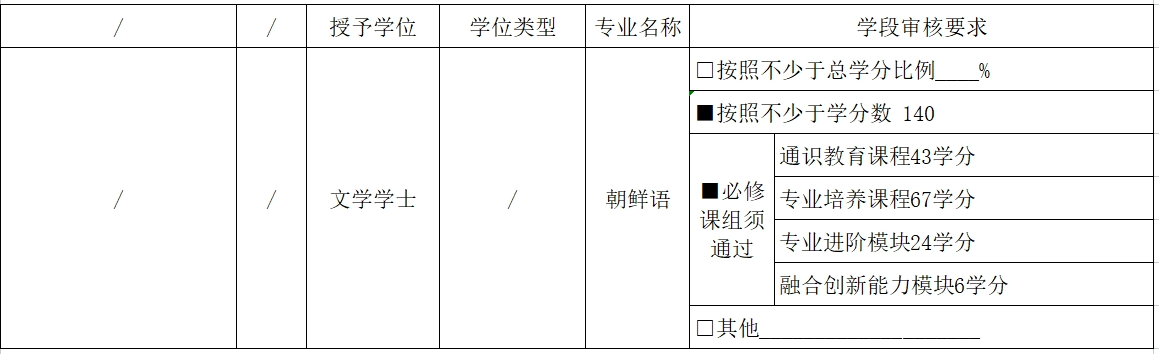 / / 授予学位 学位类型 专业名称 学段审核要求
/ / 文学学士 / 朝鲜语
□按照不少于总学分比例____%
■按照不少于学分数 140
■必修
课组须
通过
通识教育课程43学分
专业培养课程67学分
专业进阶模块24学分
融合创新能力模块6学分
□其他____________________